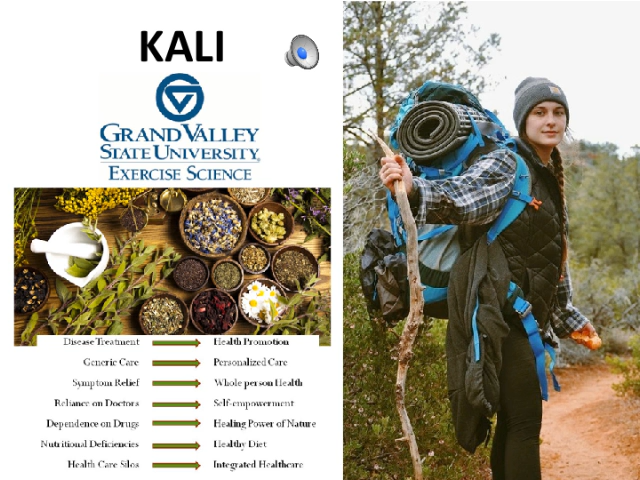 KALI
GRAND VALLEY
STATE UNIVERSITY,
EXERCISE SCIENCE
Disease Treatment Health Promotion
Generic Care Personalized Care
Symptom Relief Whole person Health
Reliance on Doctors Self-empowerment
Dependence on Drugs Healing Power of Nature
Nutritional Deficiencies Healthy Diet
Health Care Silos Integrated Healthcare